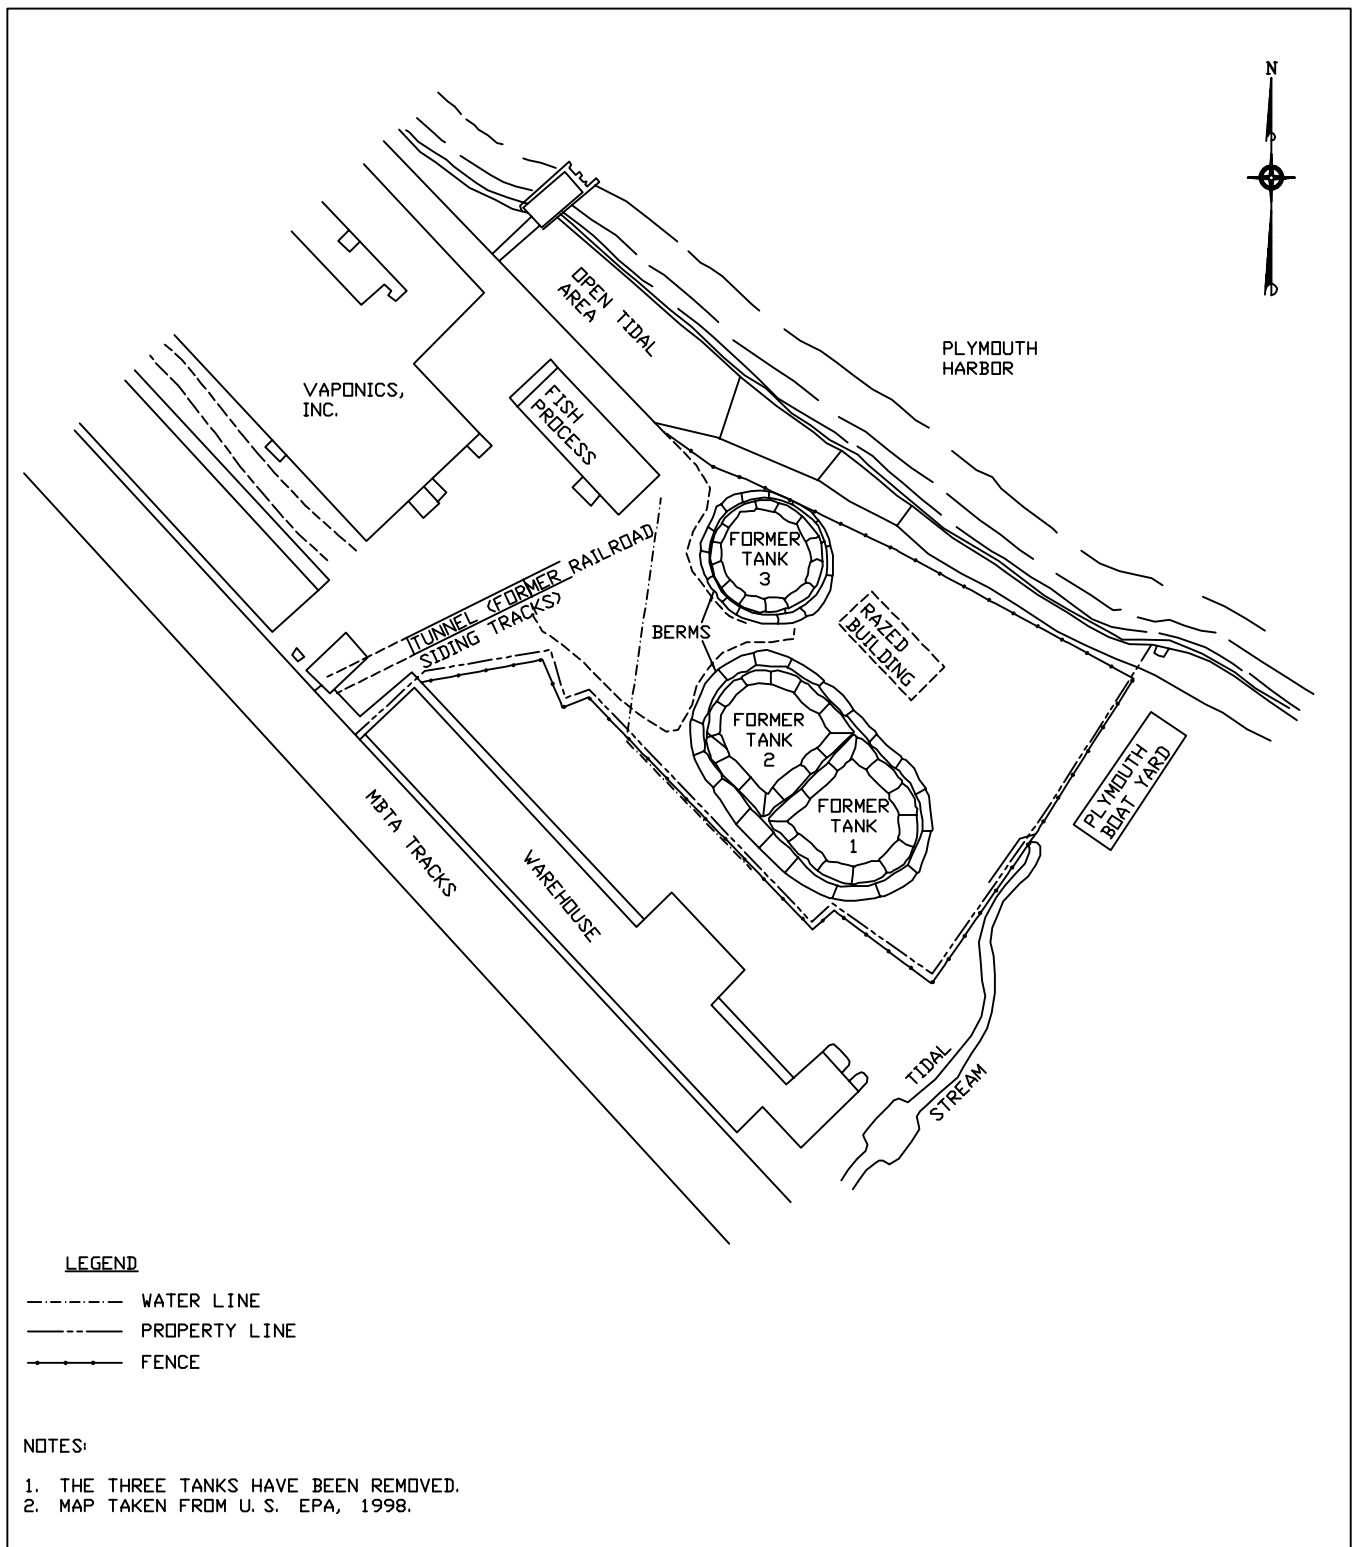 N
OPEN TIDAL
AREA
PLYMOUTH
HARBOR
VAPONICS,
INC.
FISH
PROCESS
FORMER
TANK
3
TUNNEL (FORMER RAILROAD
SIDING TRACKS)
BERMS
RAZED
BUILDING
FORMER
TANK
2
FORMER
TANK
1
PLYMOUTH
BOAT YARD
MBTA TRACKS
WAREHOUSE
TIDAL
STREAM
LEGEND
WATER LINE
PROPERTY LINE
FENCE
NOTES:
1. THE THREE TANKS HAVE BEEN REMOVED.
2. MAP TAKEN FROM U.S. EPA, 1998.